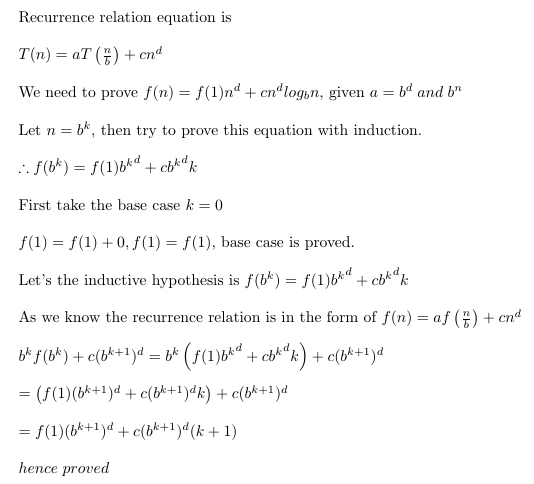 Recurrence relation equation is
$T(n) = aT\left(\frac{n}{b}\right) + cn^d$
We need to prove $f(n) = f(1)n^d + cn^d log_b n$, given $a = b^d \; and \; b^n$
Let $n = b^k$, then try to prove this equation with induction.
$\therefore f(b^k) = f(1){b^k}^d + c{b^k}^d k$
First take the base case $k = 0$
$f(1) = f(1) + 0, f(1) = f(1)$, base case is proved.
Let's the inductive hypothesis is $f(b^k) = f(1){b^k}^d + c{b^k}^d k$
As we know the recurrence relation is in the form of $f(n) = af\left(\frac{n}{b}\right) + cn^d$
$b^k f(b^k) + c(b^{k+1})^d = b^k\left(f(1){b^k}^d + c{b^k}^d k\right) + c(b^{k+1})^d$
$= \left(f(1)(b^{k+1})^d + c(b^{k+1})^d k\right) + c(b^{k+1})^d$
$= f(1)(b^{k+1})^d + c(b^{k+1})^d(k + 1)$
hence proved